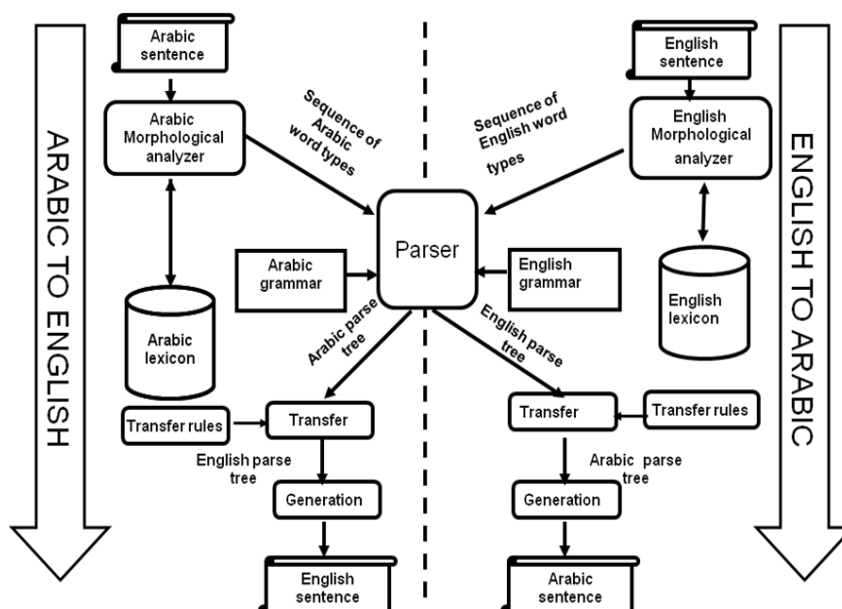 Arabic
sentence
English
sentence
Arabic
Morphological
analyzer
Sequence of
Arabic
word types
Sequence of
English word
types
English
Morphological
analyzer
ARABIC TO ENGLISH
ENGLISH TO ARABIC
Parser
Arabic
grammar
English
grammar
Arabic
lexicon
English
lexicon
Arabic parse
tree
English parse
tree
Transfer rules
Transfer
Transfer
Transfer rules
English parse
tree
Arabic parse
tree
Generation
Generation
English
sentence
Arabic
sentence